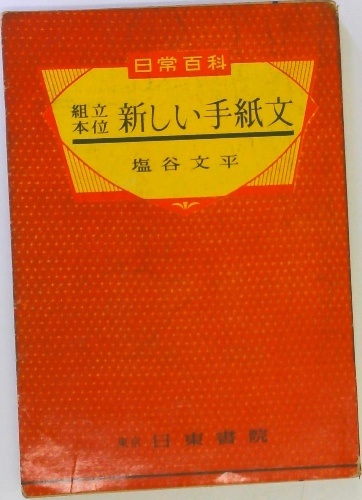 日常百科
組立本位 新しい手紙文
塩谷文平
東京 日東書院